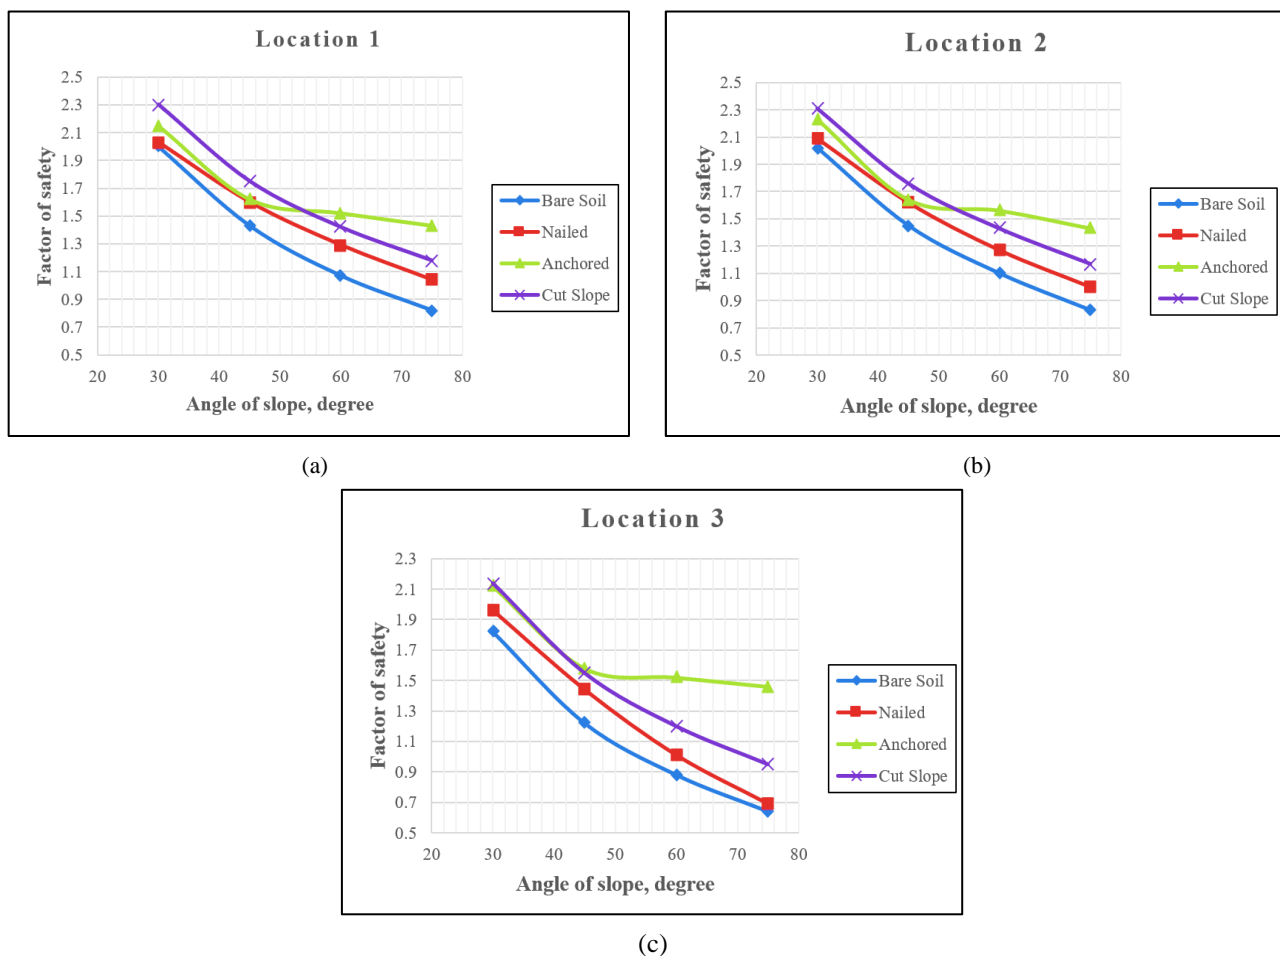 Location 1
Factor of safety
2.5
2.3
2.1
1.9
1.7
1.5
1.3
1.1
0.9
0.7
0.5
20 30 40 50 60 70 80
Angle of slope, degree
Bare Soil
Nailed
Anchored
Cut Slope
(a)
Location 2
Factor of safety
2.5
2.3
2.1
1.9
1.7
1.5
1.3
1.1
0.9
0.7
0.5
20 30 40 50 60 70 80
Angle of slope, degree
Bare Soil
Nailed
Anchored
Cut Slope
(b)
Location 3
Factor of safety
2.3
2.1
1.9
1.7
1.5
1.3
1.1
0.9
0.7
0.5
20 30 40 50 60 70 80
Angle of slope, degree
Bare Soil
Nailed
Anchored
Cut Slope
(c)